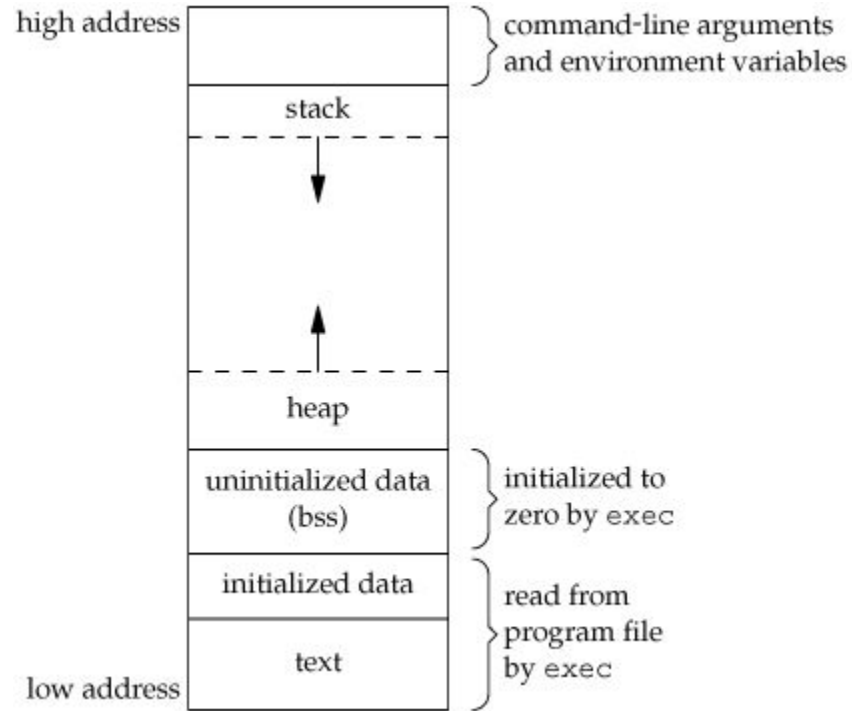 high address
command-line arguments
and environment variables
stack
heap
uninitialized data
(bss)
initialized to
zero by exec
initialized data
read from
program file
by exec
text
low address